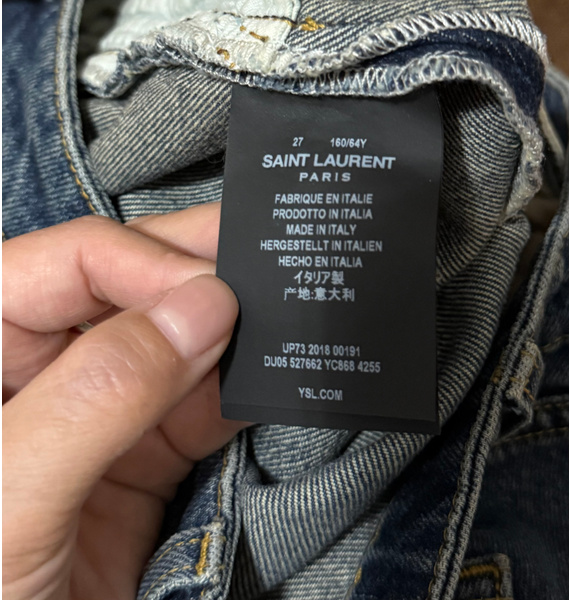 27 160/64Y
SAINT LAURENT
PARIS
FABRIQUE EN ITALIE
PRODOTTO IN ITALIA
MADE IN ITALY
HERGESTELLT IN ITALIEN
HECHO EN ITALIA
イタリア製
产地:意大利
UP73 2018 00191
DU05 527662 YC868 4255
YSL.COM